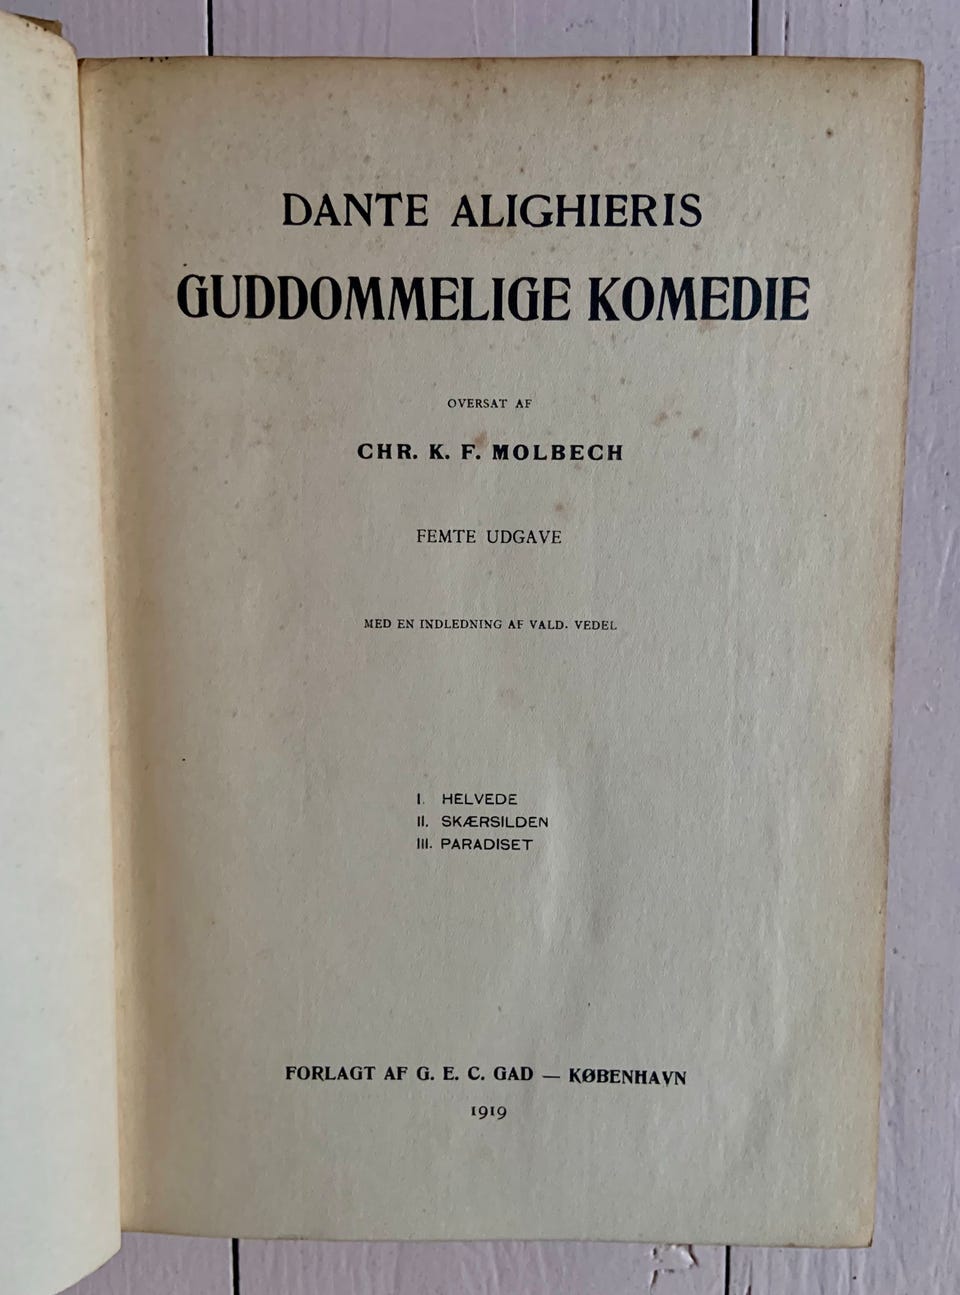 DANTE ALIGHIERIS
GUDDOMMELIGE KOMEDIE
OVERSAT AF
CHR. K. F. MOLBECH
FEMTE UDGAVE
MED EN INDLEDNING AF VALD. VEDEL
I. HELVEDE
II. SKÆRSILDEN
III. PARADISET
FORLAGT AF G. E. C. GAD — KØBENHAVN
1919